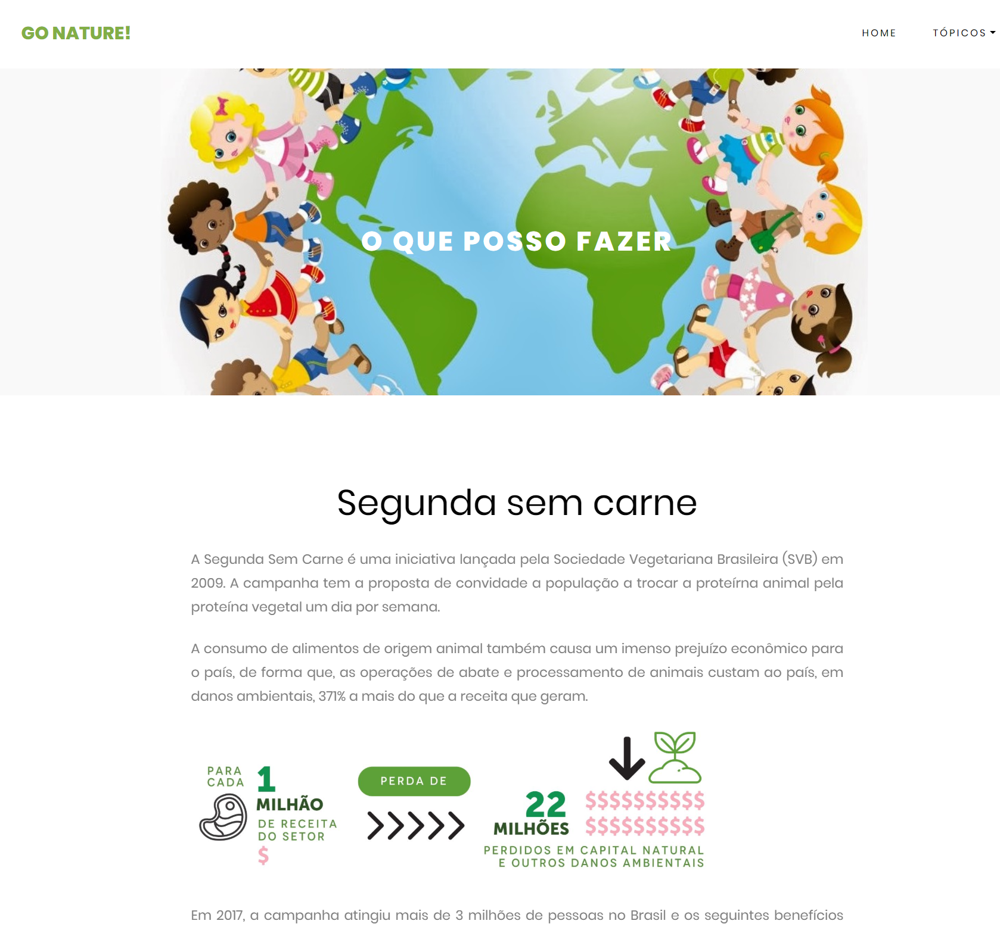 GO NATURE!
HOME
TÓPICOS
O QUE POSSO FAZER
Segunda sem carne
A Segunda Sem Carne é uma iniciativa lançada pela Sociedade Vegetariana Brasileira (SVB) em
2009. A campanha tem a proposta de convidade a população a trocar a proteírna animal pela
proteína vegetal um dia por semana.
A consumo de alimentos de origem animal também causa um imenso prejuízo econômico para
o país, de forma que, as operações de abate e processamento de animais custam ao país, em
danos ambientais, 371% a mais do que a receita que geram.
PARA
CADA
1
MILHÃO
DE RECEITA
DO SETOR
$
PERDA DE
22
MILHÕES
$$$$$$$$$$
$$$$$$$$$$
PERDIDOS EM CAPITAL NATURAL
E OUTROS DANOS AMBIENTAIS
Em 2017, a campanha atingiu mais de 3 milhões de pessoas no Brasil e os seguintes benefícios